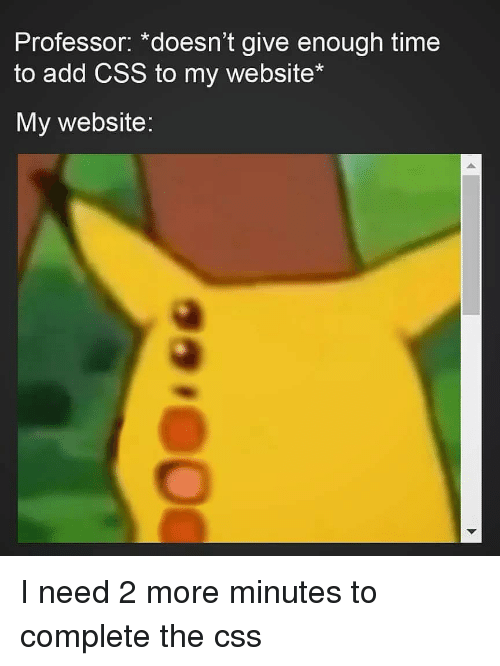 Professor: *doesn't give enough time
to add CSS to my website*
My website:
I need 2 more minutes to
complete the css